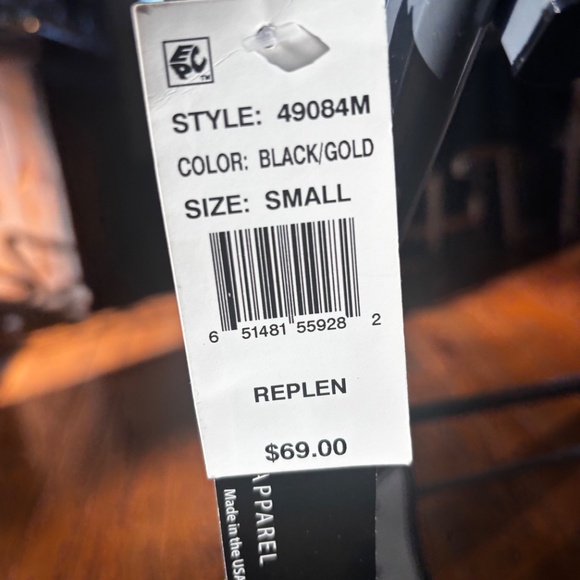 EPC™
STYLE: 49084M
COLOR: BLACK/GOLD
SIZE: SMALL
6 51481 55928 2
REPLEN
$69.00
APPAREL
Made in the USA